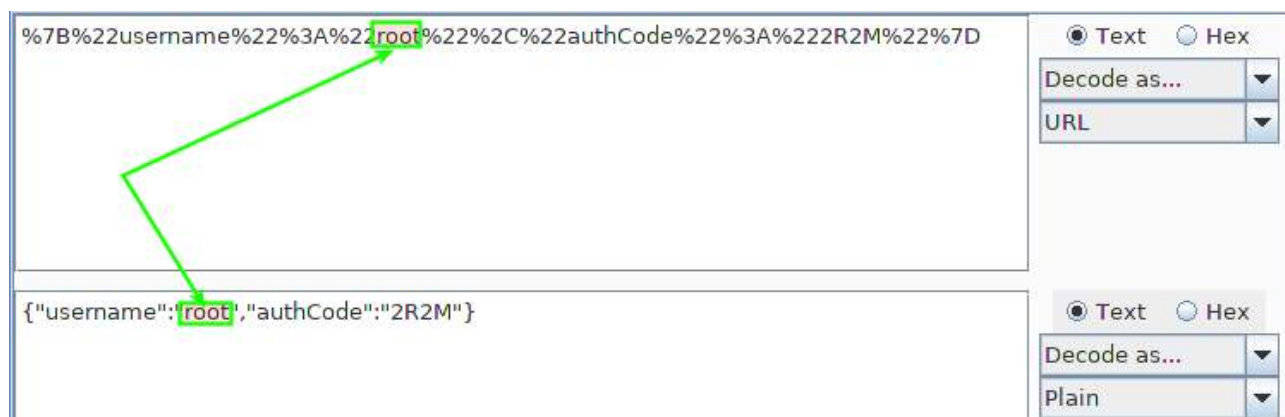 %7B%22username%22%3A%22root%22%2C%22authCode%22%3A%222R2M%22%7D
Text Hex
Decode as...
URL
{"username":"root","authCode":"2R2M"}
Text Hex
Decode as...
Plain